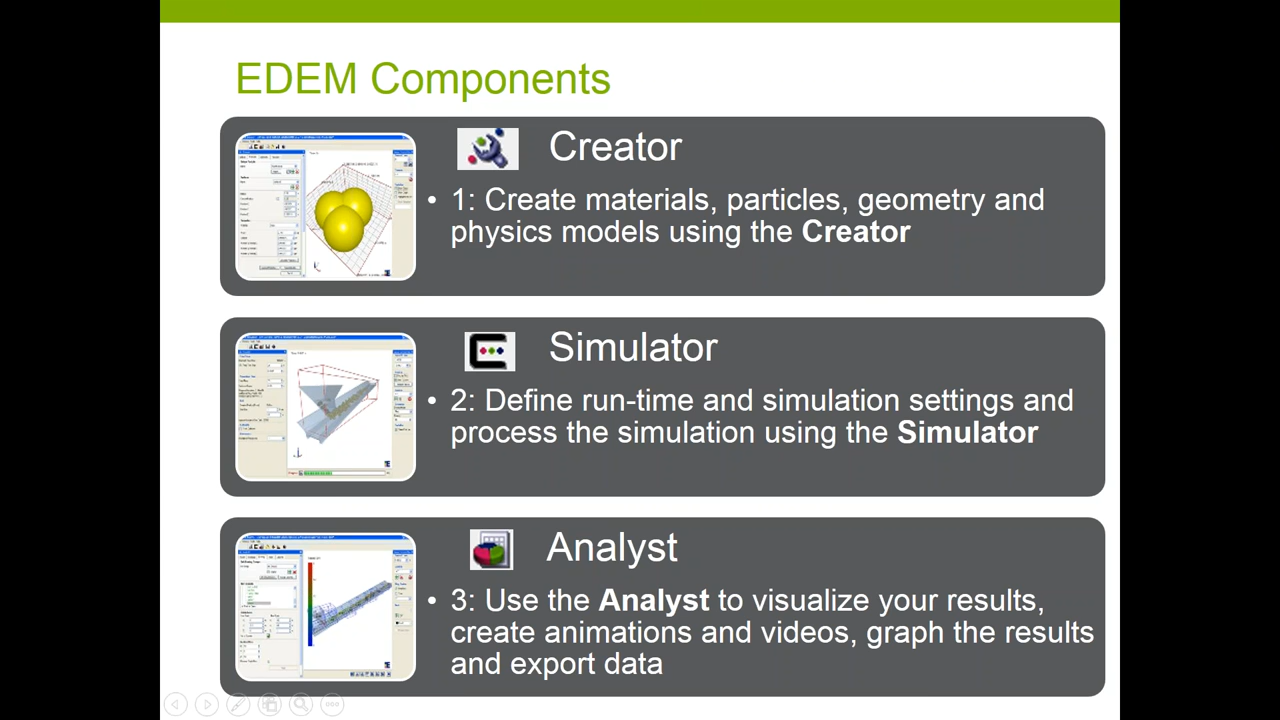 EDEM Components
Creator
• 1: Create materials, particles, geometry and
physics models using the Creator
Simulator
• 2: Define run-time and simulation settings and
process the simulation using the Simulator
Analyst
• 3: Use the Analyst to visualize your results,
create animations and videos, graph the results
and export data